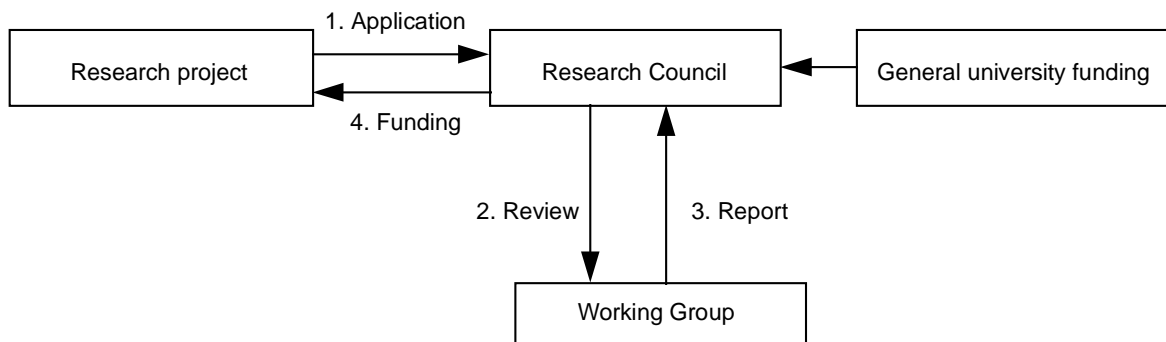 1. Application
Research project
Research Council
General university funding
4. Funding
2. Review
3. Report
Working Group